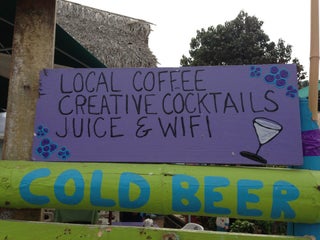 LOCAL COFFEE
CREATIVE COCKTAILS
JUICE & WIFI
COLD BEER